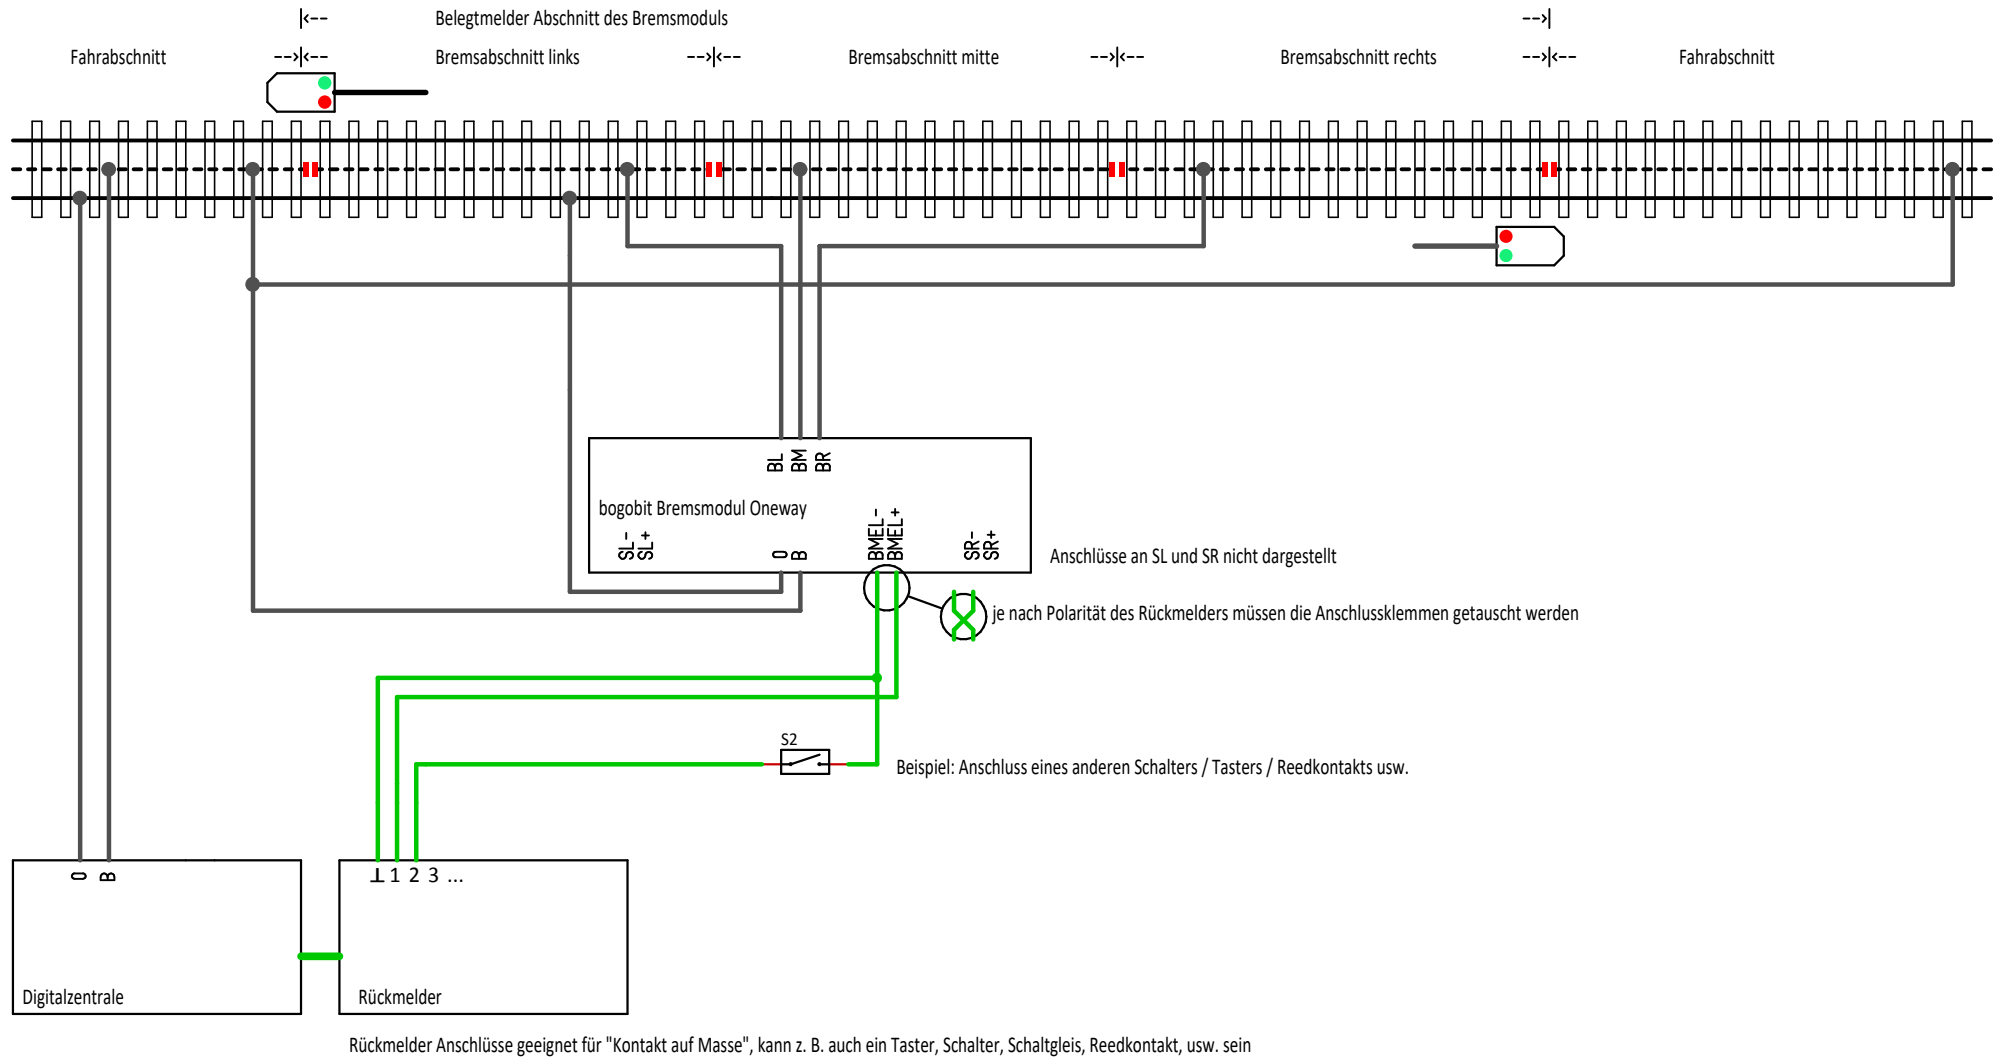 Belegtmelder Abschnitt des Bremsmoduls
Fahrabschnitt Bremsabschnitt links Bremsabschnitt mitte Bremsabschnitt rechts Fahrabschnitt
BL BM BR
bogobit Bremsmodul Oneway
SL- SL+ 0 B BMEL- BMEL+ SR- SR+
Anschlüsse an SL und SR nicht dargestellt
je nach Polarität des Rückmelders müssen die Anschlussklemmen getauscht werden
S2
Beispiel: Anschluss eines anderen Schalters / Tasters / Reedkontakts usw.
0 B
⊥ 1 2 3 ...
Digitalzentrale
Rückmelder
Rückmelder Anschlüsse geeignet für "Kontakt auf Masse", kann z. B. auch ein Taster, Schalter, Schaltgleis, Reedkontakt, usw. sein